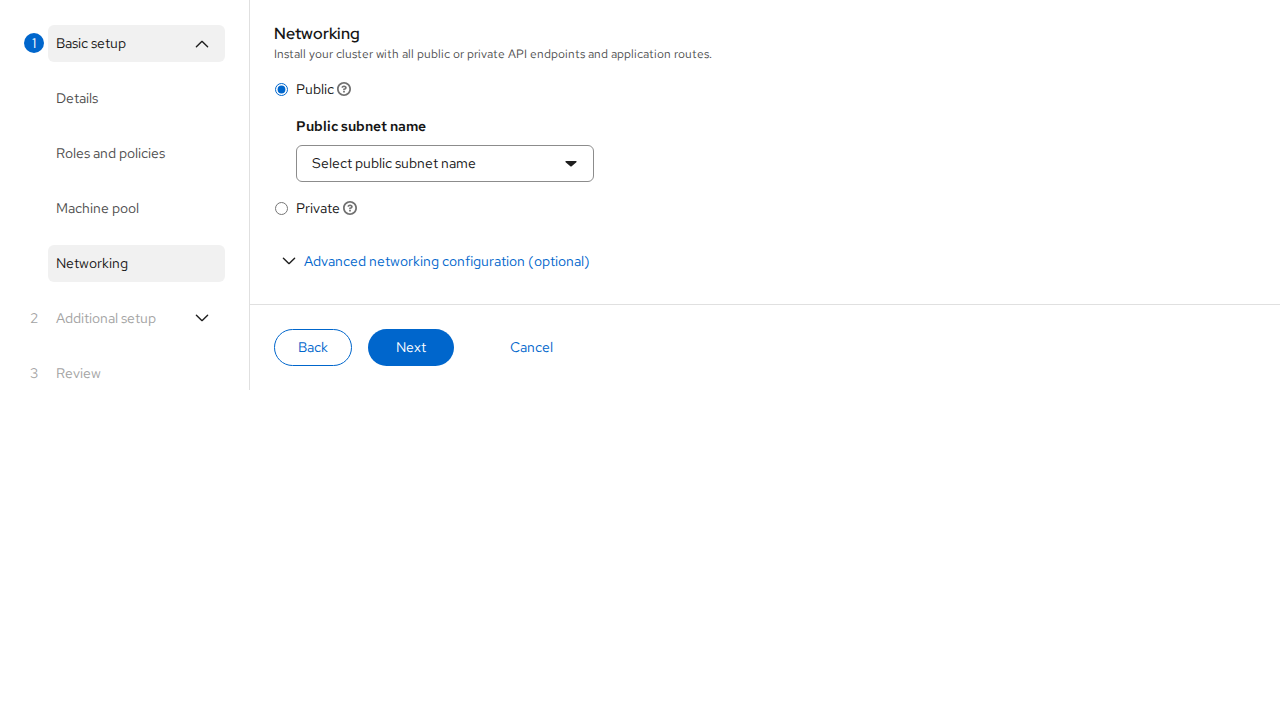 1 Basic setup
Details
Roles and policies
Machine pool
Networking
2 Additional setup
3 Review
Networking
Install your cluster with all public or private API endpoints and application routes.
Public
Public subnet name
Select public subnet name
Private
Advanced networking configuration (optional)
Back Next Cancel